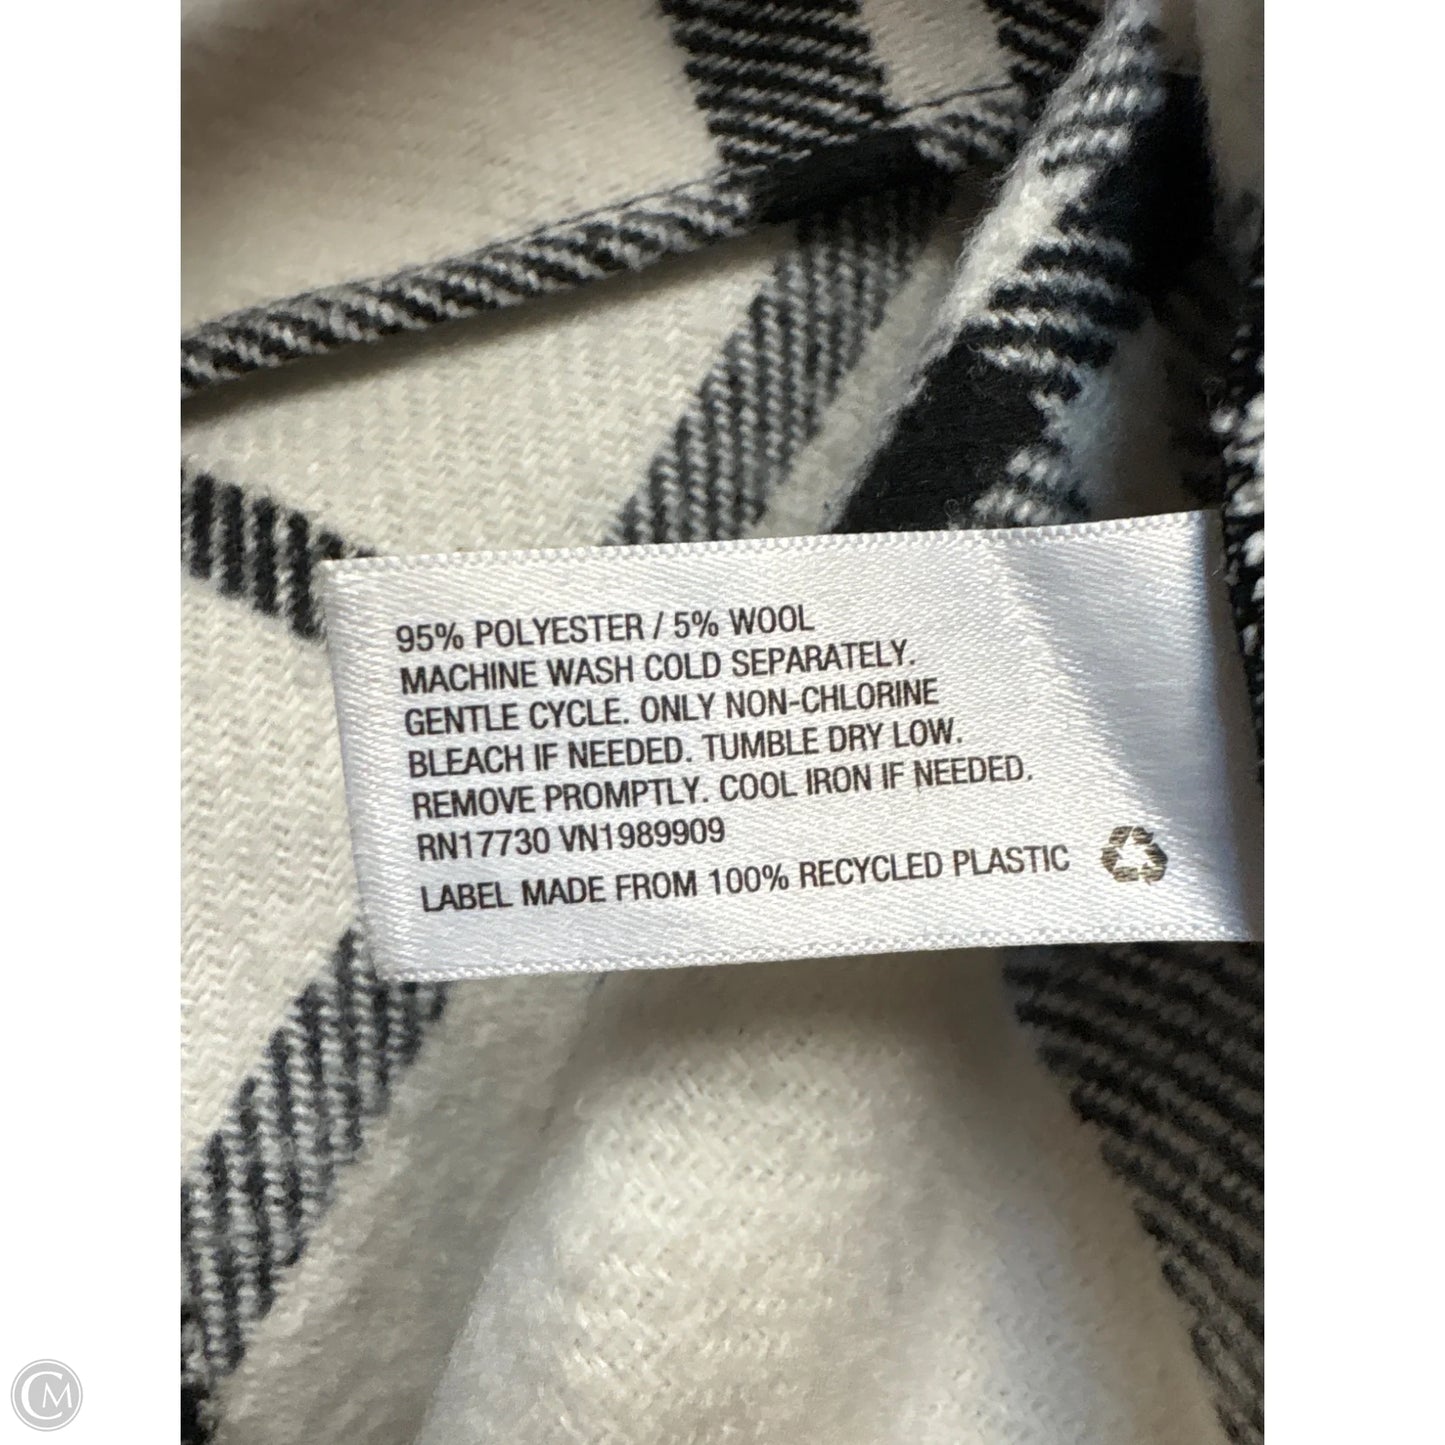 95% POLYESTER / 5% WOOL
MACHINE WASH COLD SEPARATELY.
GENTLE CYCLE. ONLY NON-CHLORINE
BLEACH IF NEEDED. TUMBLE DRY LOW.
REMOVE PROMPTLY. COOL IRON IF NEEDED.
RN17730 VN1989909
LABEL MADE FROM 100% RECYCLED PLASTIC
CM